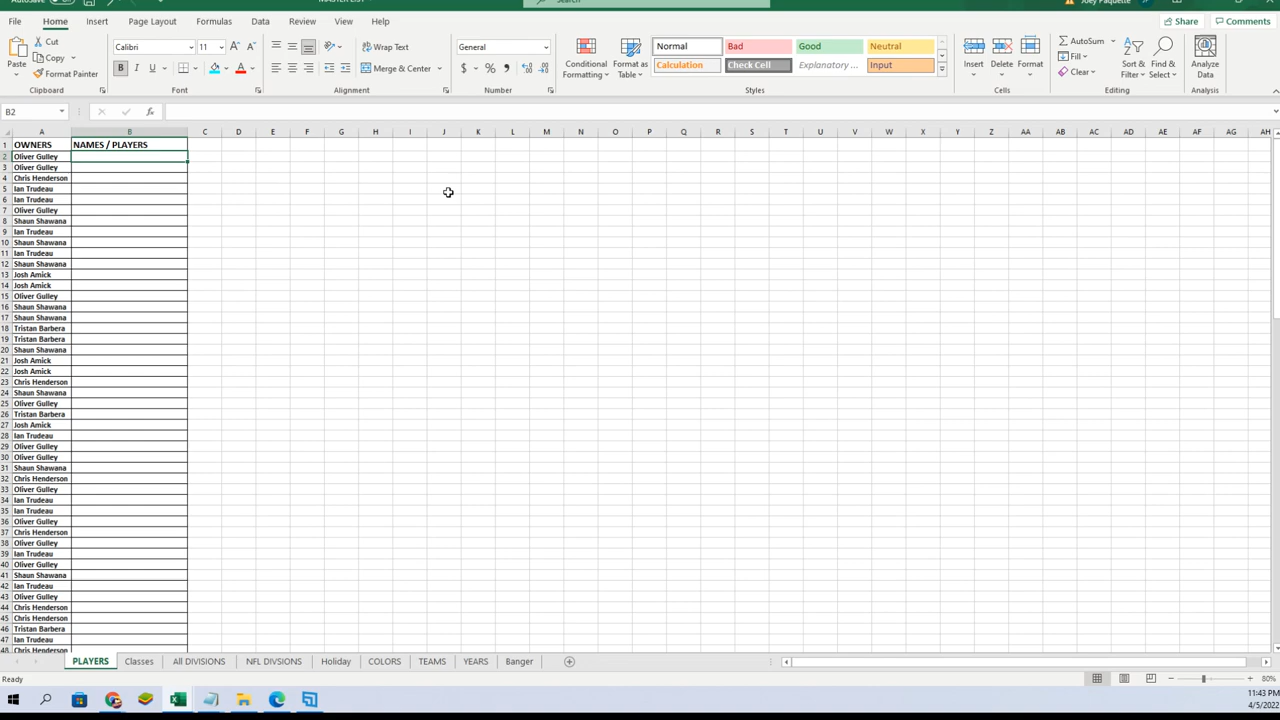 AutoSave Off MASTER LIST Search Joey Paquette
File Home Insert Page Layout Formulas Data Review View Help Share Comments
Paste Cut Copy Format Painter Clipboard
Calibri 11 B I U Font
Wrap Text Merge & Center Alignment
General $ % Number
Conditional Formatting Format as Table
Normal Bad Good Neutral
Calculation Check Cell Explanatory ... Input
Styles
Insert Delete Format Cells
AutoSum Fill Clear Sort & Filter Find & Select Editing
Analyze Data Analysis
B2 fx
A B C D E F G H I J K L M N O P Q R S T U V W X Y Z AA AB AC AD AE AF AG AH
1 OWNERS NAMES / PLAYERS
2 Oliver Gulley
3 Oliver Gulley
4 Chris Henderson
5 Ian Trudeau
6 Ian Trudeau
7 Oliver Gulley
8 Shaun Shawana
9 Ian Trudeau
10 Shaun Shawana
11 Ian Trudeau
12 Shaun Shawana
13 Josh Amick
14 Josh Amick
15 Oliver Gulley
16 Shaun Shawana
17 Shaun Shawana
18 Tristan Barbera
19 Tristan Barbera
20 Shaun Shawana
21 Josh Amick
22 Josh Amick
23 Chris Henderson
24 Shaun Shawana
25 Oliver Gulley
26 Tristan Barbera
27 Josh Amick
28 Ian Trudeau
29 Oliver Gulley
30 Oliver Gulley
31 Shaun Shawana
32 Chris Henderson
33 Oliver Gulley
34 Ian Trudeau
35 Ian Trudeau
36 Oliver Gulley
37 Chris Henderson
38 Oliver Gulley
39 Ian Trudeau
40 Oliver Gulley
41 Shaun Shawana
42 Ian Trudeau
43 Oliver Gulley
44 Chris Henderson
45 Chris Henderson
46 Tristan Barbera
47 Ian Trudeau
48 Chris Henderson
PLAYERS Classes All DIVISIONS NFL DIVSIONS Holiday COLORS TEAMS YEARS Banger
Ready 80%
11:43 PM
4/5/2022